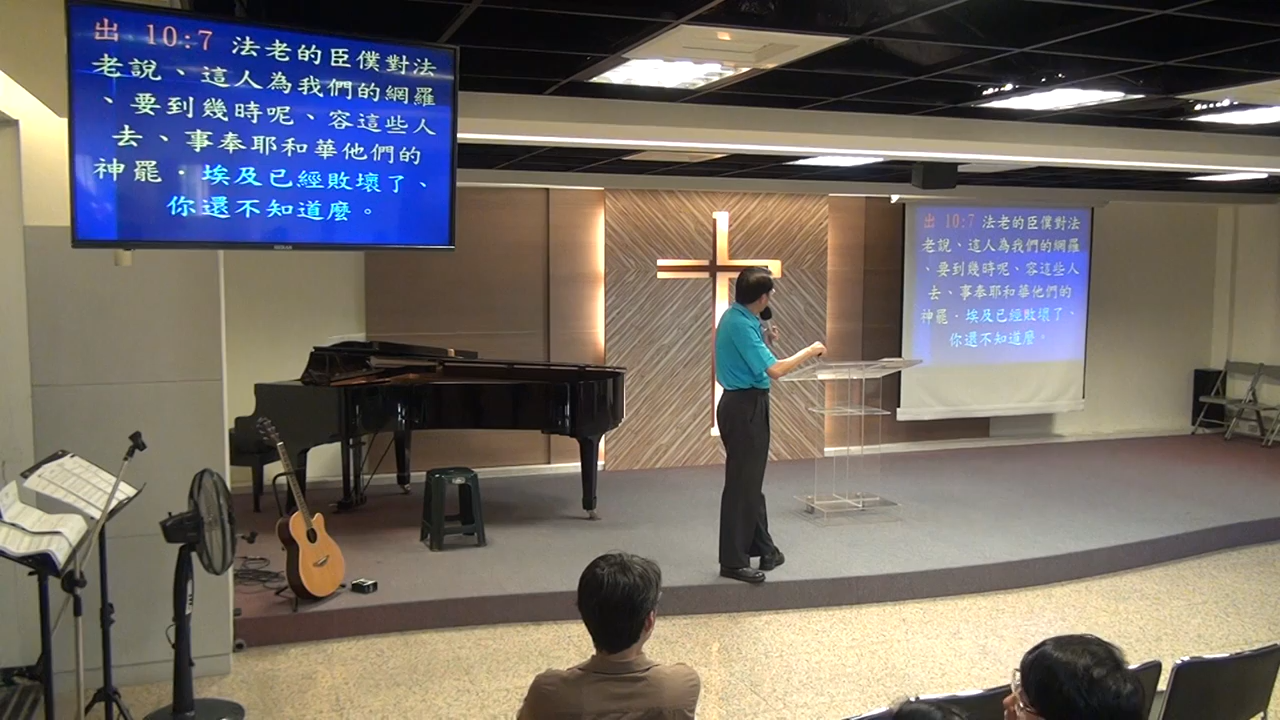 出 10:7 法老的臣僕對法
老說、這人為我們的網羅
、要到幾時呢、容這些人
去、事奉耶和華他們的
神罷．埃及已經敗壞了、
你還不知道麼。
出 10:7 法老的臣僕對法
老說、這人為我們的網羅
、要到幾時呢、容這些人
去、事奉耶和華他們的
神罷．埃及已經敗壞了、
你還不知道麼。